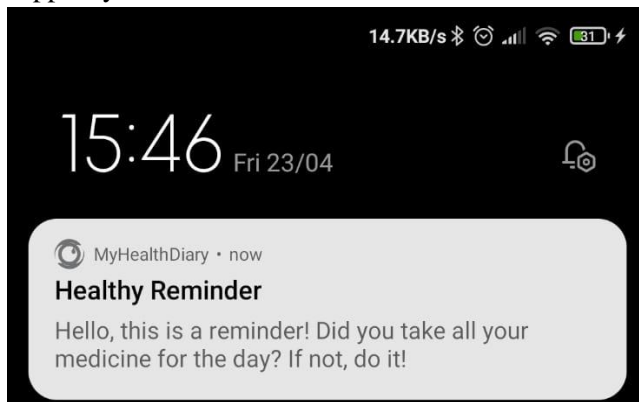 14.7KB/s 31
15:46 Fri 23/04
MyHealthDiary • now
Healthy Reminder
Hello, this is a reminder! Did you take all your
medicine for the day? If not, do it!